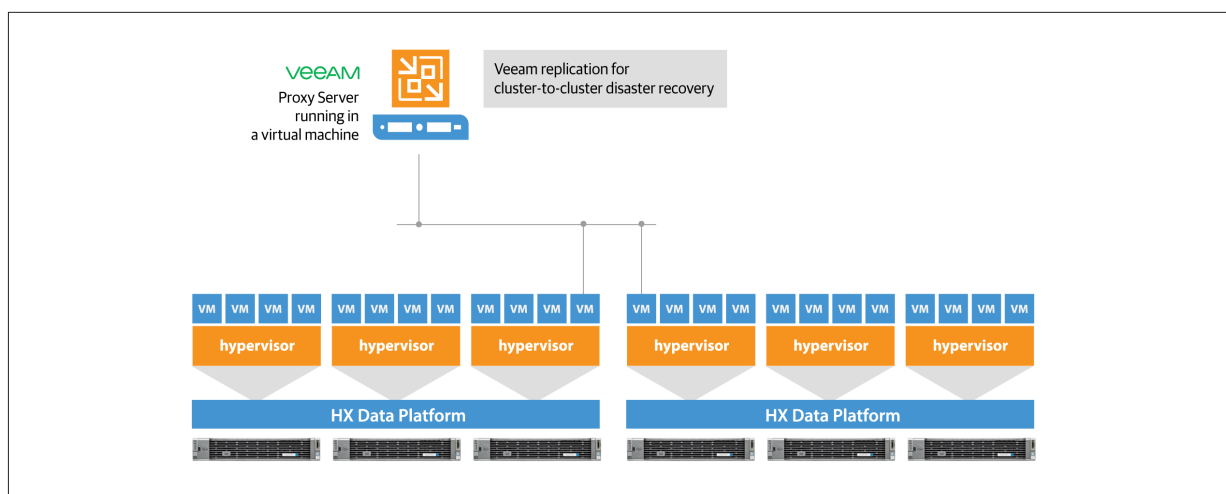 veeAM
Proxy Server
running in
a virtual machine
Veeam replication for
cluster-to-cluster disaster recovery
VM VM VM VM VM VM VM VM VM VM VM VM VM VM VM VM VM VM VM VM VM VM VM VM
hypervisor hypervisor hypervisor hypervisor hypervisor hypervisor
HX Data Platform HX Data Platform